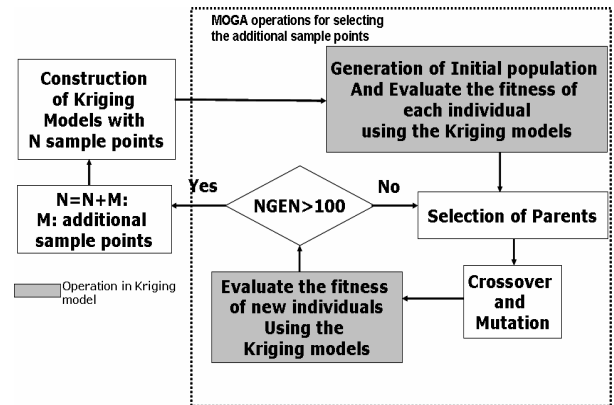 MOGA operations for selecting
the additional sample points
Construction
of Kriging
Models with
N sample points
Generation of Initial population
And Evaluate the fitness of
each individual
using the Kriging models
Yes
No
N=N+M:
M: additional
sample points
NGEN>100
Selection of Parents
Operation in Kriging
model
Evaluate the fitness
of new individuals
Using the
Kriging models
Crossover
and
Mutation